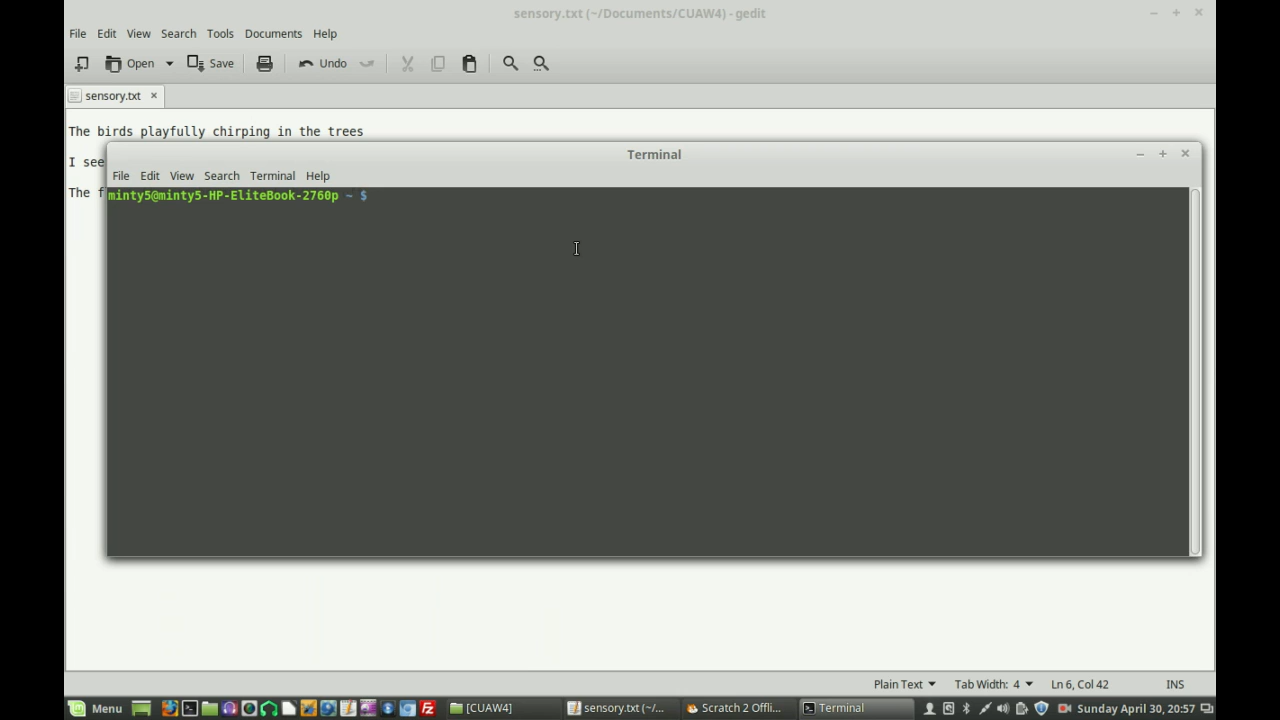 sensory.txt (~/Documents/CUAW4) - gedit
File Edit View Search Tools Documents Help
Open Save Undo
sensory.txt
The birds playfully chirping in the trees
I see
The f
Terminal
File Edit View Search Terminal Help
minty5@minty5-HP-EliteBook-2760p ~ $
Plain Text Tab Width: 4 Ln 6, Col 42 INS
Menu [CUAW4] sensory.txt (~/... Scratch 2 Offli... Terminal Sunday April 30, 20:57